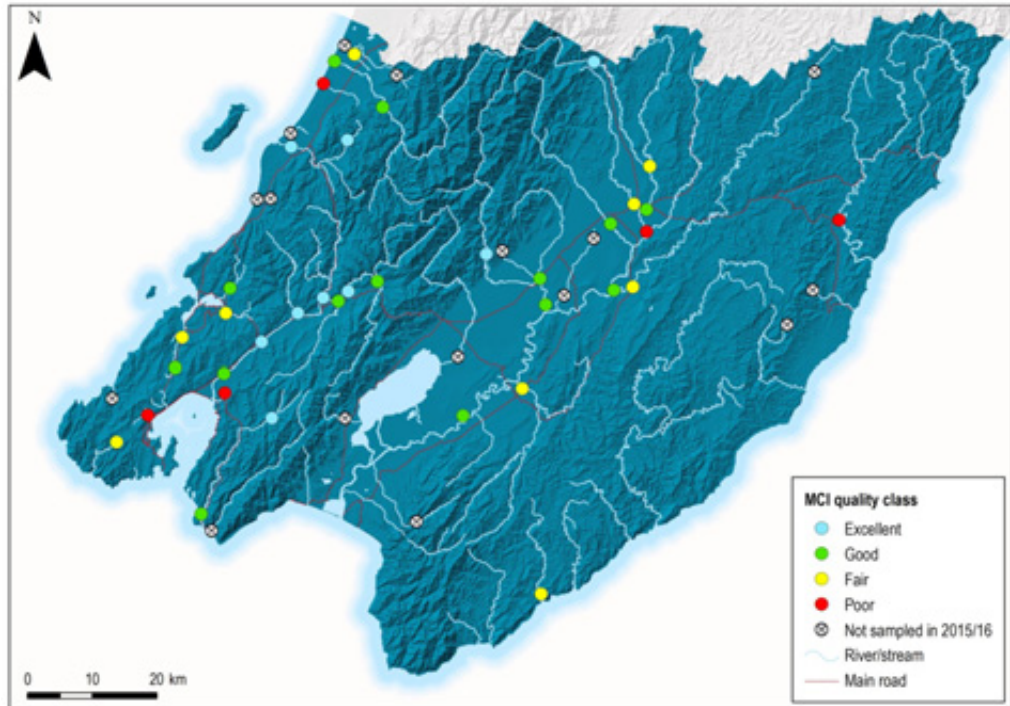 N
MCI quality class
Excellent
Good
Fair
Poor
Not sampled in 2015/16
River/stream
Main road
0 10 20 km